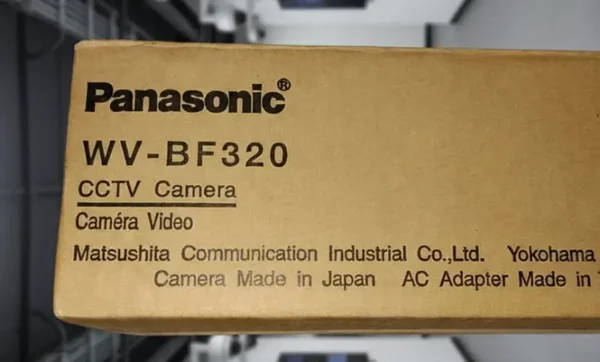 Panasonic®
WV-BF320
CCTV Camera
Caméra Video
Matsushita Communication Industrial Co.,Ltd. Yokohama
Camera Made in Japan AC Adapter Made in